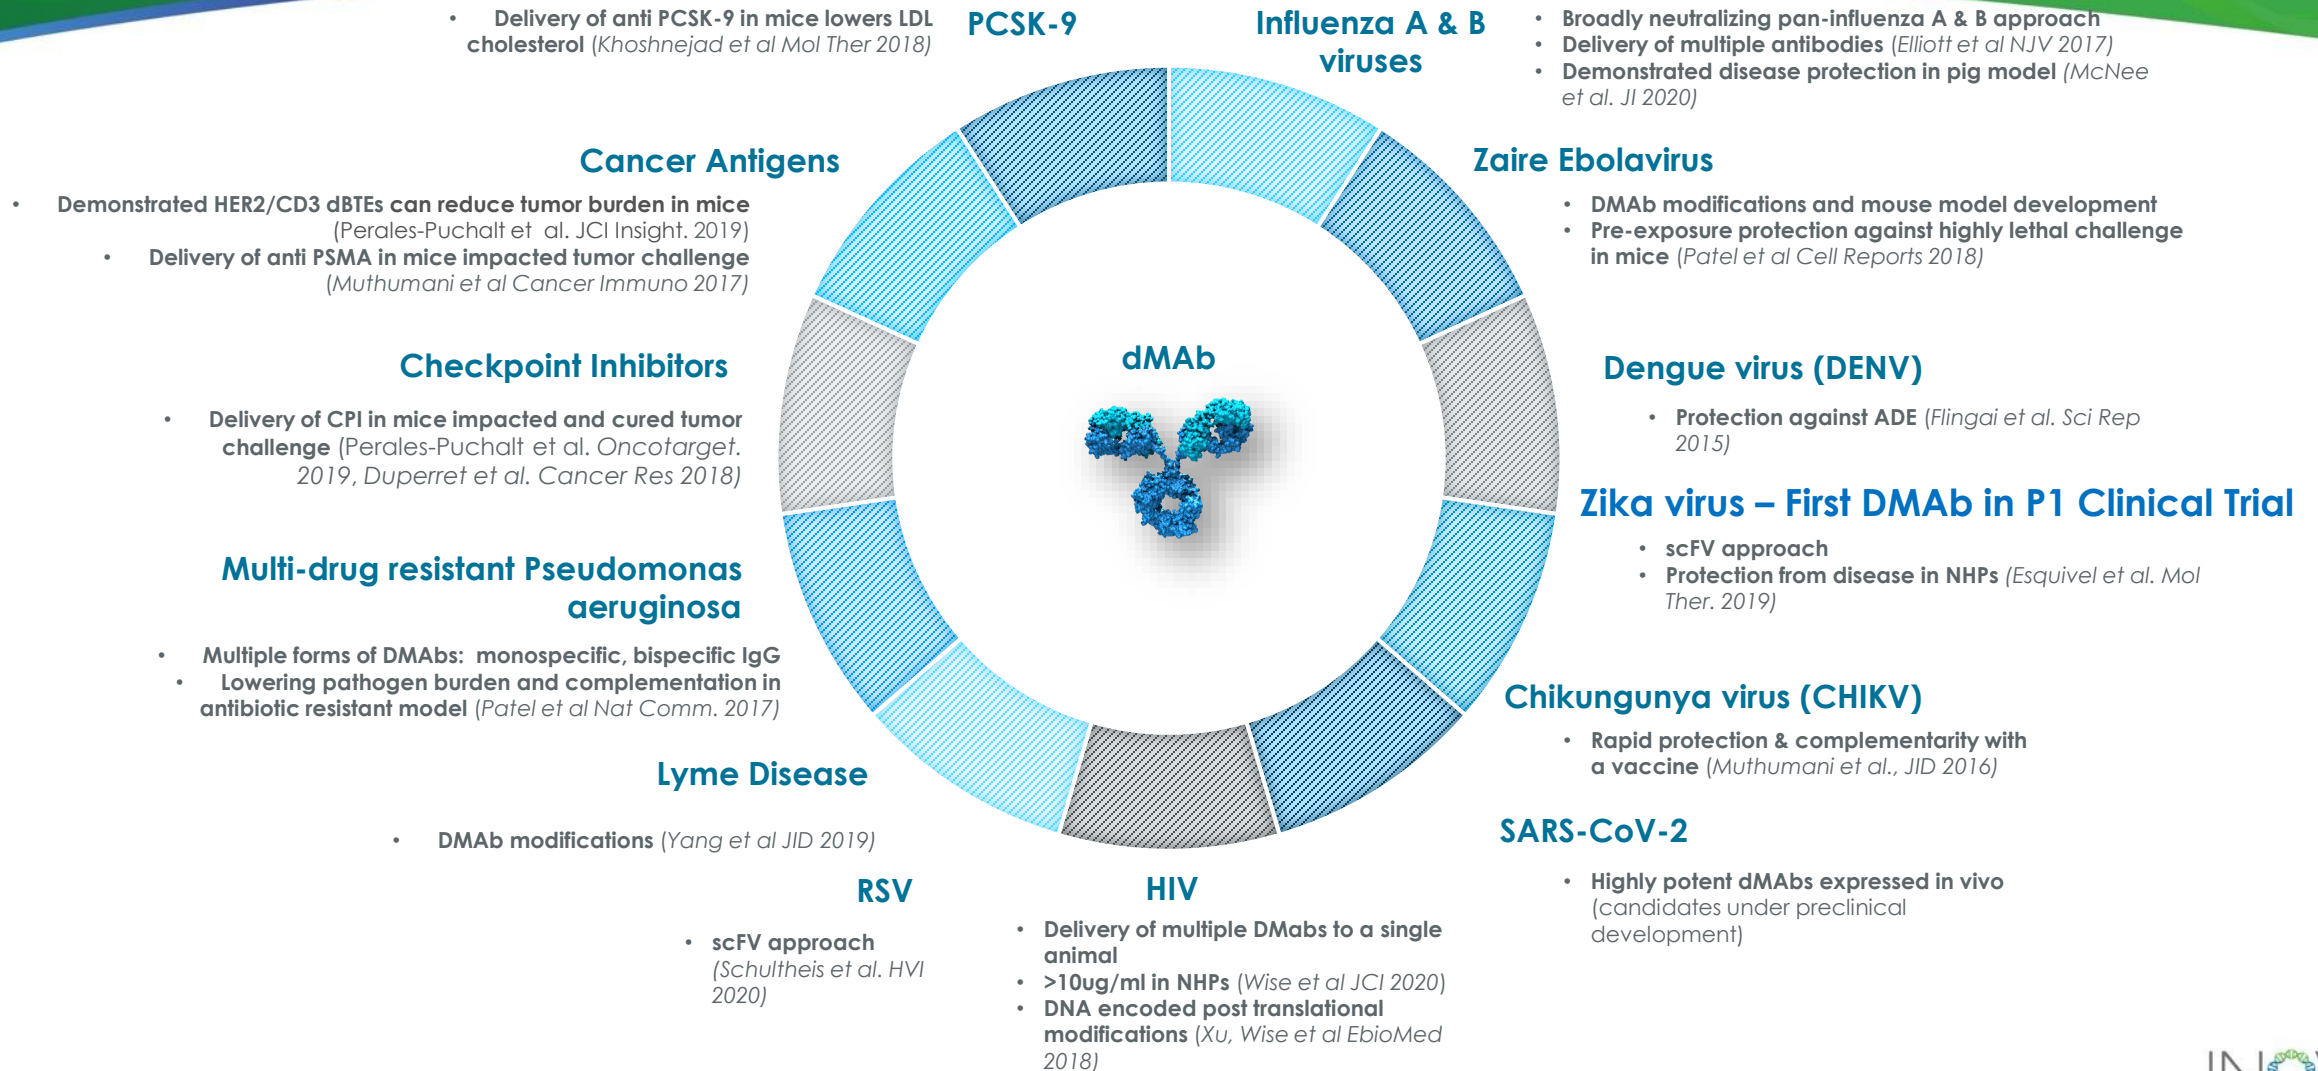 • Delivery of anti PCSK-9 in mice lowers LDL
cholesterol (Khoshnejad et al Mol Ther 2018)
PCSK-9
Influenza A & B
viruses
• Broadly neutralizing pan-influenza A & B approach
• Delivery of multiple antibodies (Elliott et al NJV 2017)
• Demonstrated disease protection in pig model (McNee
et al. JI 2020)
Cancer Antigens
• Demonstrated HER2/CD3 dBTEs can reduce tumor burden in mice
(Perales-Puchalt et al. JCI Insight. 2019)
• Delivery of anti PSMA in mice impacted tumor challenge
(Muthumani et al Cancer Immuno 2017)
Zaire Ebolavirus
• DMAb modifications and mouse model development
• Pre-exposure protection against highly lethal challenge
in mice (Patel et al Cell Reports 2018)
Checkpoint Inhibitors
• Delivery of CPI in mice impacted and cured tumor
challenge (Perales-Puchalt et al. Oncotarget.
2019, Duperret et al. Cancer Res 2018)
dMAb
Dengue virus (DENV)
• Protection against ADE (Flingai et al. Sci Rep
2015)
Zika virus – First DMAb in P1 Clinical Trial
• scFV approach
• Protection from disease in NHPs (Esquivel et al. Mol
Ther. 2019)
Multi-drug resistant Pseudomonas
aeruginosa
• Multiple forms of DMAbs: monospecific, bispecific IgG
• Lowering pathogen burden and complementation in
antibiotic resistant model (Patel et al Nat Comm. 2017)
Chikungunya virus (CHIKV)
• Rapid protection & complementarity with
a vaccine (Muthumani et al., JID 2016)
Lyme Disease
• DMAb modifications (Yang et al JID 2019)
SARS-CoV-2
• Highly potent dMAbs expressed in vivo
(candidates under preclinical
development)
RSV
• scFV approach
(Schultheis et al. HVI
2020)
HIV
• Delivery of multiple DMabs to a single
animal
• >10ug/ml in NHPs (Wise et al JCI 2020)
• DNA encoded post translational
modifications (Xu, Wise et al EbioMed
2018)